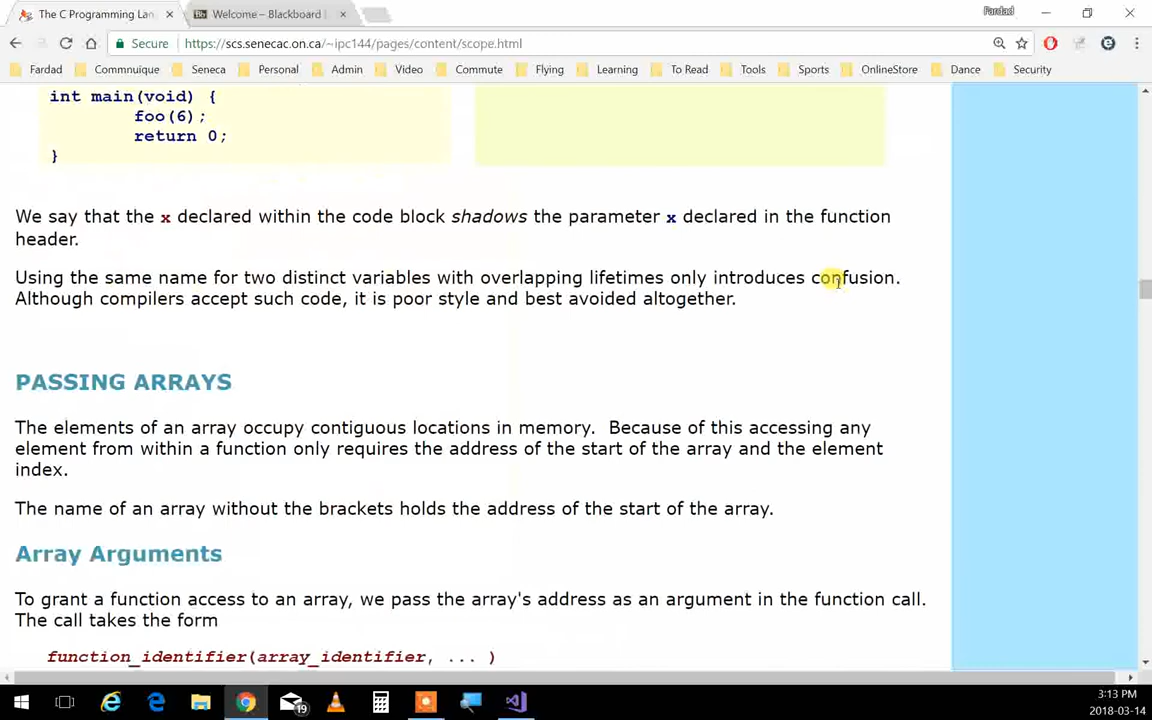 The C Programming Lan
Welcome – Blackboard L
Fardad
Secure
https://scs.senecac.on.ca/~ipc144/pages/content/scope.html
Fardad
Commnuique
Seneca
Personal
Admin
Video
Commute
Flying
Learning
To Read
Tools
Sports
OnlineStore
Dance
Security
int main(void) {
foo(6);
return 0;
}
We say that the x declared within the code block shadows the parameter x declared in the function
header.
Using the same name for two distinct variables with overlapping lifetimes only introduces confusion.
Although compilers accept such code, it is poor style and best avoided altogether.
PASSING ARRAYS
The elements of an array occupy contiguous locations in memory.  Because of this accessing any
element from within a function only requires the address of the start of the array and the element
index.
The name of an array without the brackets holds the address of the start of the array.
Array Arguments
To grant a function access to an array, we pass the array's address as an argument in the function call.
The call takes the form
function_identifier(array_identifier, ... )
19
3:13 PM
2018-03-14